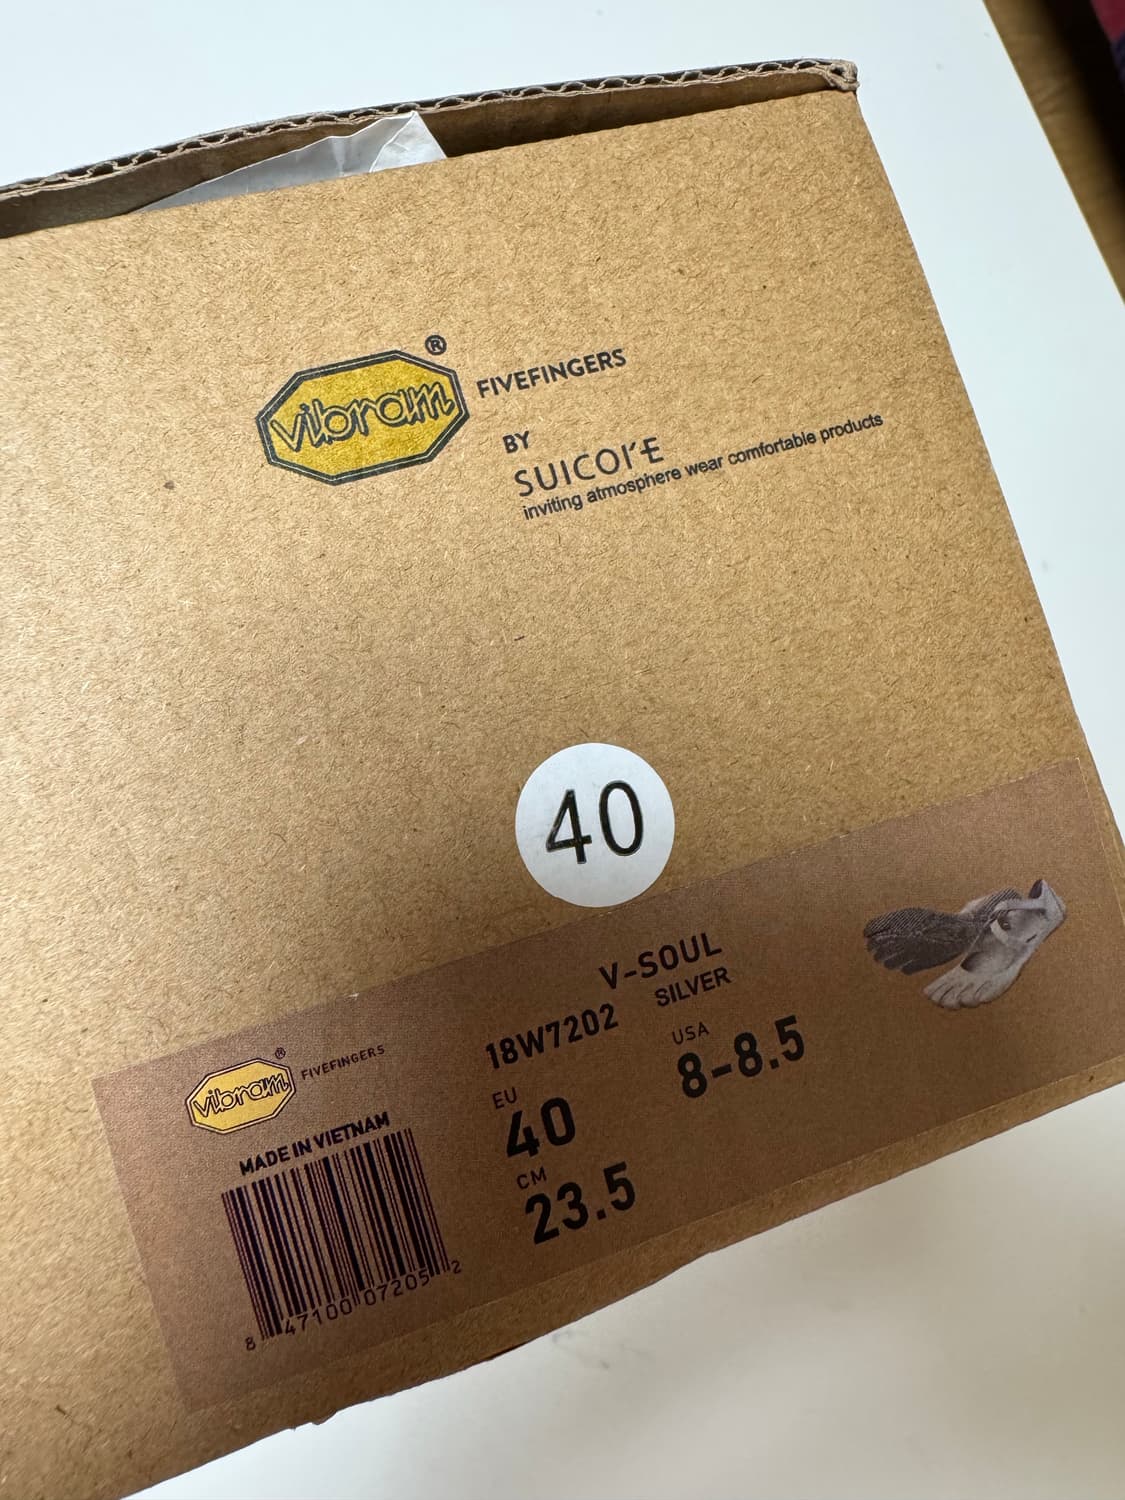 vibram®
FIVEFINGERS
BY
SUICOI'E
inviting atmosphere wear comfortable products
40
V-SOUL
18W7202 SILVER
vibram®
FIVEFINGERS
MADE IN VIETNAM
8 47100 07205 2
EU
40
USA
8-8.5
CM
23.5